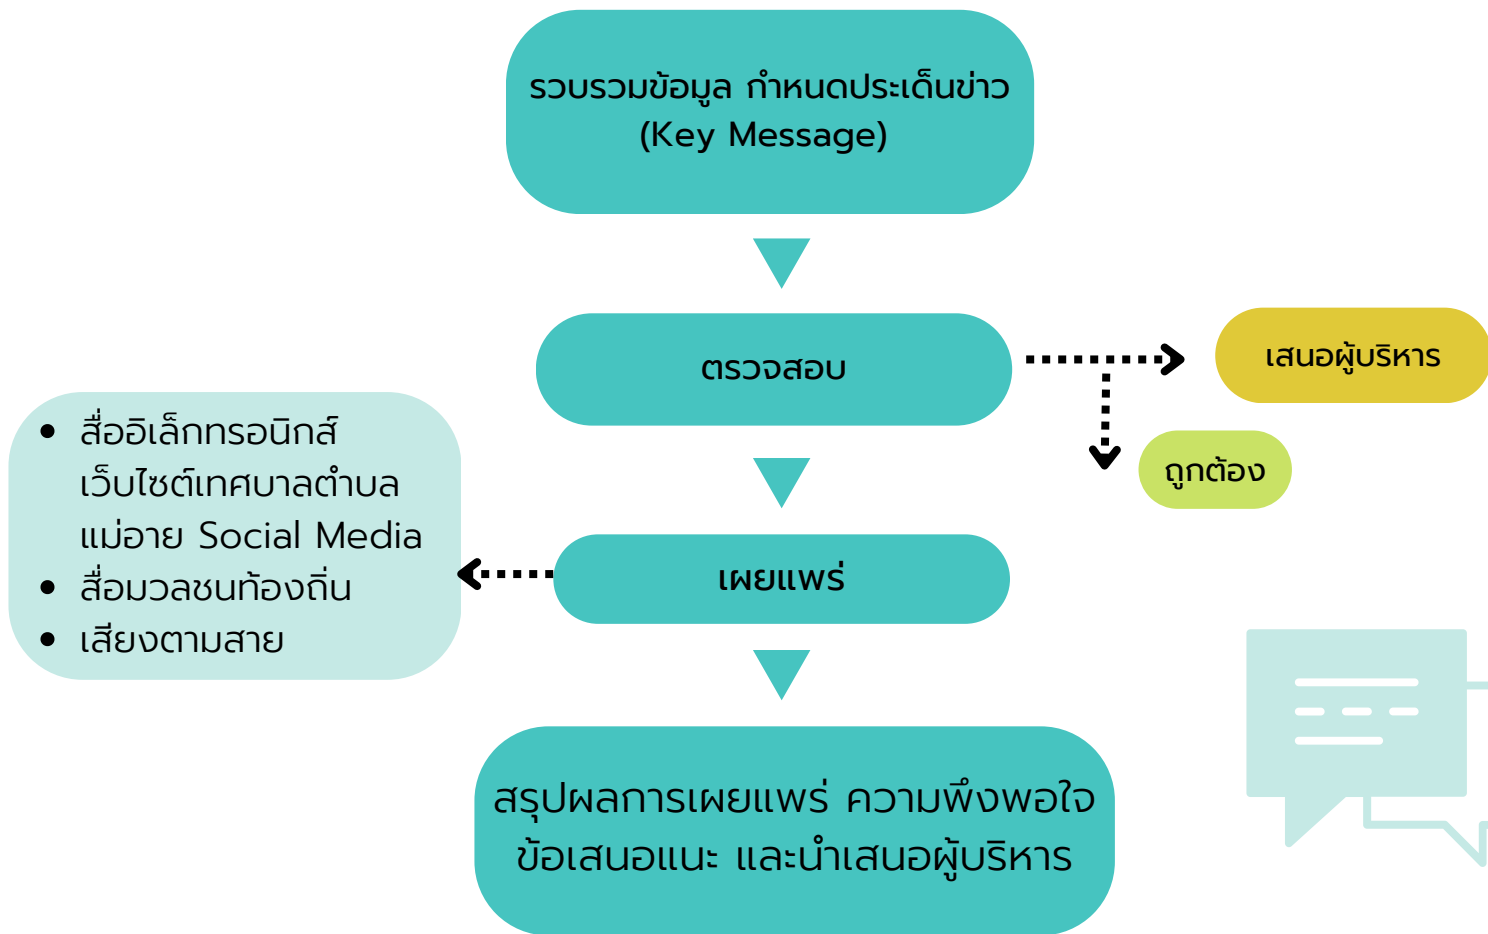 รวบรวมข้อมูล กำหนดประเด็นข่าว
(Key Message)
ตรวจสอบ
เสนอผู้บริหาร
ถูกต้อง
เผยแพร่
• สื่ออิเล็กทรอนิกส์
เว็บไซต์เทศบาลตำบล
แม่อาย Social Media
• สื่อมวลชนท้องถิ่น
• เสียงตามสาย
สรุปผลการเผยแพร่ ความพึงพอใจ
ข้อเสนอแนะ และนำเสนอผู้บริหาร